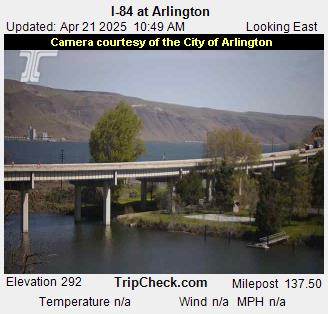 I-84 at Arlington
Updated: Apr 21 2025 10:49 AM Looking East
Camera courtesy of the City of Arlington
Elevation 292 TripCheck.com Milepost 137.50
Temperature n/a Wind n/a MPH n/a